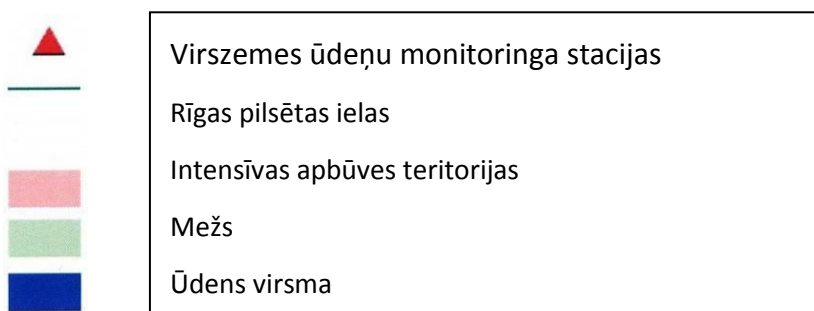 Virszemes ūdeņu monitoringa stacijas
Rīgas pilsētas ielas
Intensīvas apbūves teritorijas
Mežs
Ūdens virsma